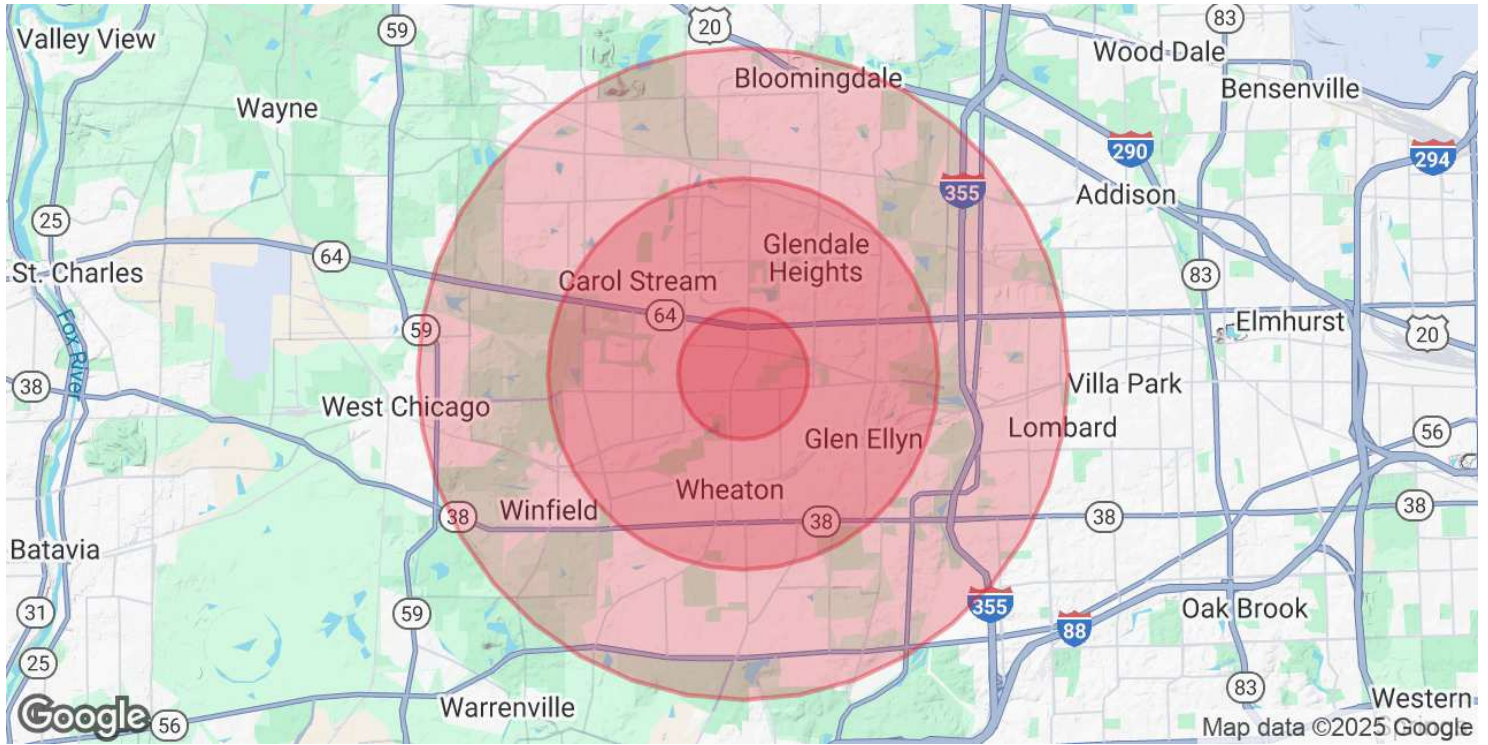 Valley View
59
20
83
Wood Dale
Bloomingdale
Bensenville
Wayne
290
294
355
Addison
25
Glendale
Heights
St. Charles
64
Carol Stream
83
64
59
Elmhurst
20
Fox River
38
Villa Park
West Chicago
Lombard
56
Glen Ellyn
Wheaton
38
Winfield
38
38
38
Batavia
31
59
355
88
Oak Brook
25
83
Western
Google
56
Warrenville
Map data ©2025 Google